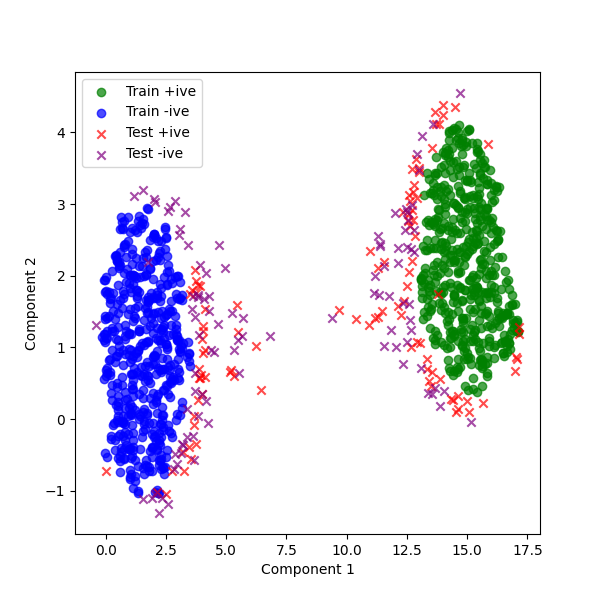 Train +ive
Train -ive
Test +ive
Test -ive
4
3
2
1
0
−1
Component 2
0.0 2.5 5.0 7.5 10.0 12.5 15.0 17.5
Component 1